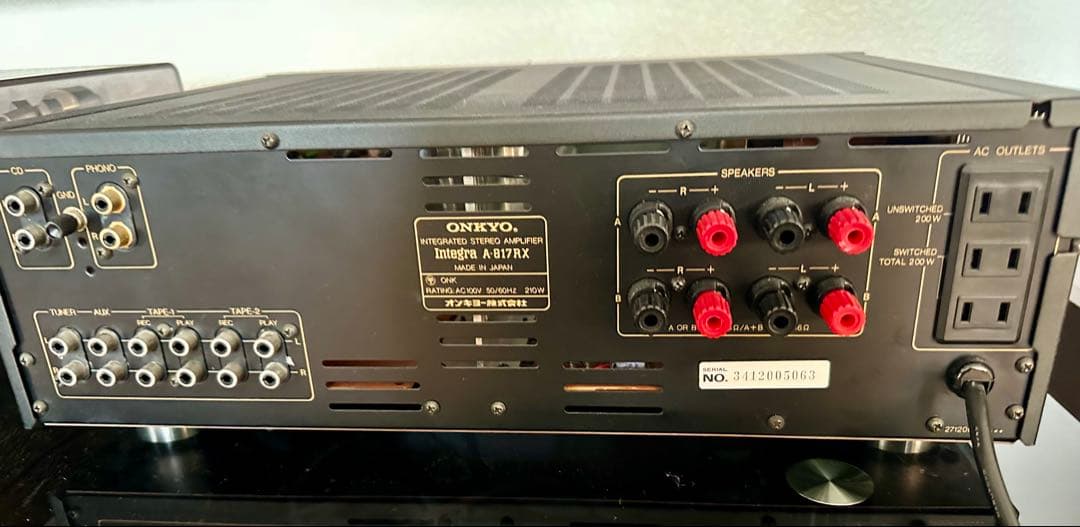 CD
GND
PHONO
L
R
TUNER
AUX
TAPE-1
REC
PLAY
TAPE-2
REC
PLAY
L
R
R
ONKYO®
INTEGRATED STEREO AMPLIFIER
Integra A-817RX
MADE IN JAPAN
ONK
RATING: AC 100V 50/60HZ 210W
オンキヨー株式会社
SPEAKERS
- R +
- L +
A
A
- R +
- L +
B
B
A OR B
Ω/A+B
6Ω
SERIAL
NO. 3412005063
AC OUTLETS
UNSWITCHED
200W
SWITCHED
TOTAL 200W